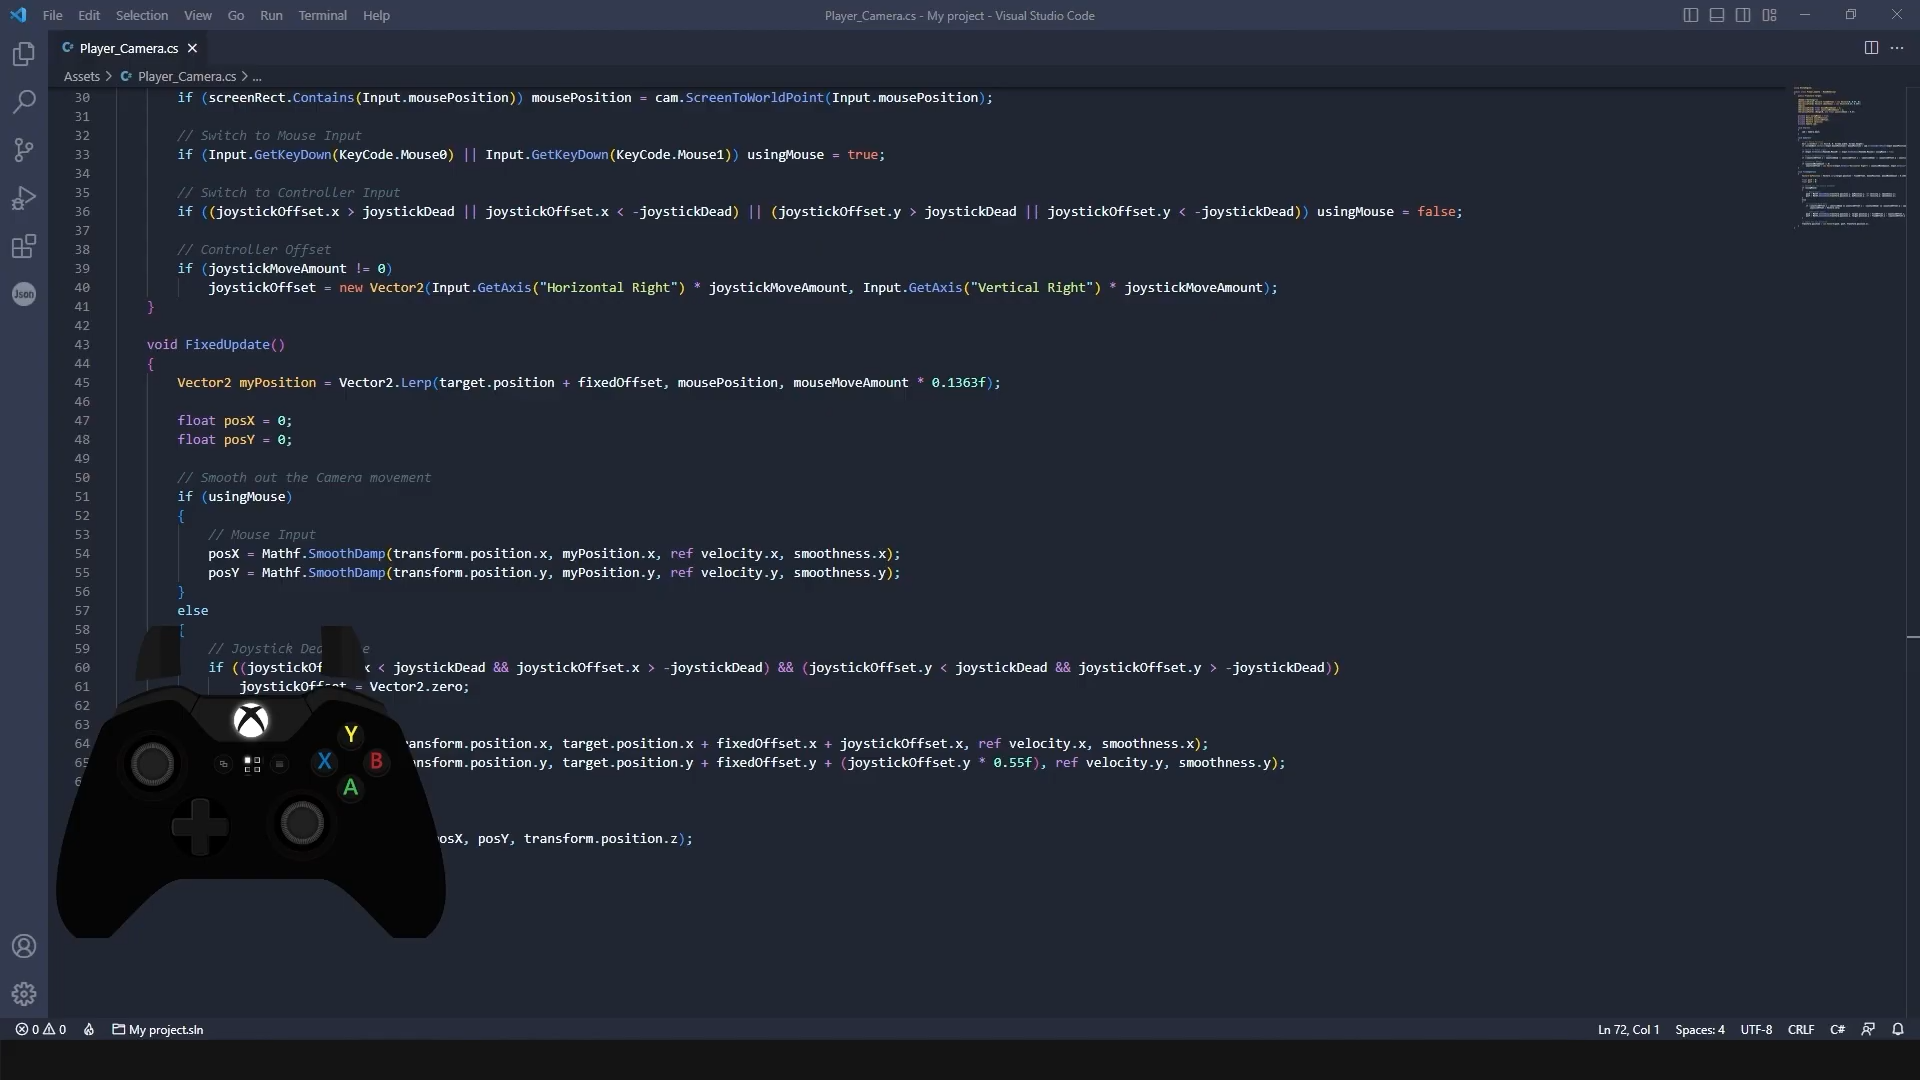 File Edit Selection View Go Run Terminal Help
Player_Camera.cs - My project - Visual Studio Code
Player_Camera.cs
Assets > Player_Camera.cs > ...
30 if (screenRect.Contains(Input.mousePosition)) mousePosition = cam.ScreenToWorldPoint(Input.mousePosition);
31
32 // Switch to Mouse Input
33 if (Input.GetKeyDown(KeyCode.Mouse0) || Input.GetKeyDown(KeyCode.Mouse1)) usingMouse = true;
34
35 // Switch to Controller Input
36 if ((joystickOffset.x > joystickDead || joystickOffset.x < -joystickDead) || (joystickOffset.y > joystickDead || joystickOffset.y < -joystickDead)) usingMouse = false;
37
38 // Controller Offset
39 if (joystickMoveAmount != 0)
40 joystickOffset = new Vector2(Input.GetAxis("Horizontal Right") * joystickMoveAmount, Input.GetAxis("Vertical Right") * joystickMoveAmount);
41 }
42
43 void FixedUpdate()
44 {
45 Vector2 myPosition = Vector2.Lerp(target.position + fixedOffset, mousePosition, mouseMoveAmount * 0.1363f);
46
47 float posX = 0;
48 float posY = 0;
49
50 // Smooth out the Camera movement
51 if (usingMouse)
52 {
53 // Mouse Input
54 posX = Mathf.SmoothDamp(transform.position.x, myPosition.x, ref velocity.x, smoothness.x);
55 posY = Mathf.SmoothDamp(transform.position.y, myPosition.y, ref velocity.y, smoothness.y);
56 }
57 else
58 {
59 // Joystick
60 if ((joystickOf < joystickDead && joystickOffset.x > -joystickDead) && (joystickOffset.y < joystickDead && joystickOffset.y > -joystickDead))
61 joystickOffset = Vector2.zero;
62
63
64 ansform.position.x, target.position.x + fixedOffset.x + joystickOffset.x, ref velocity.x, smoothness.x);
65 ansform.position.y, target.position.y + fixedOffset.y + (joystickOffset.y * 0.55f), ref velocity.y, smoothness.y);
osX, posY, transform.position.z);
Json
Y
X B
A
0 0 My project.sln
Ln 72, Col 1 Spaces: 4 UTF-8 CRLF C#